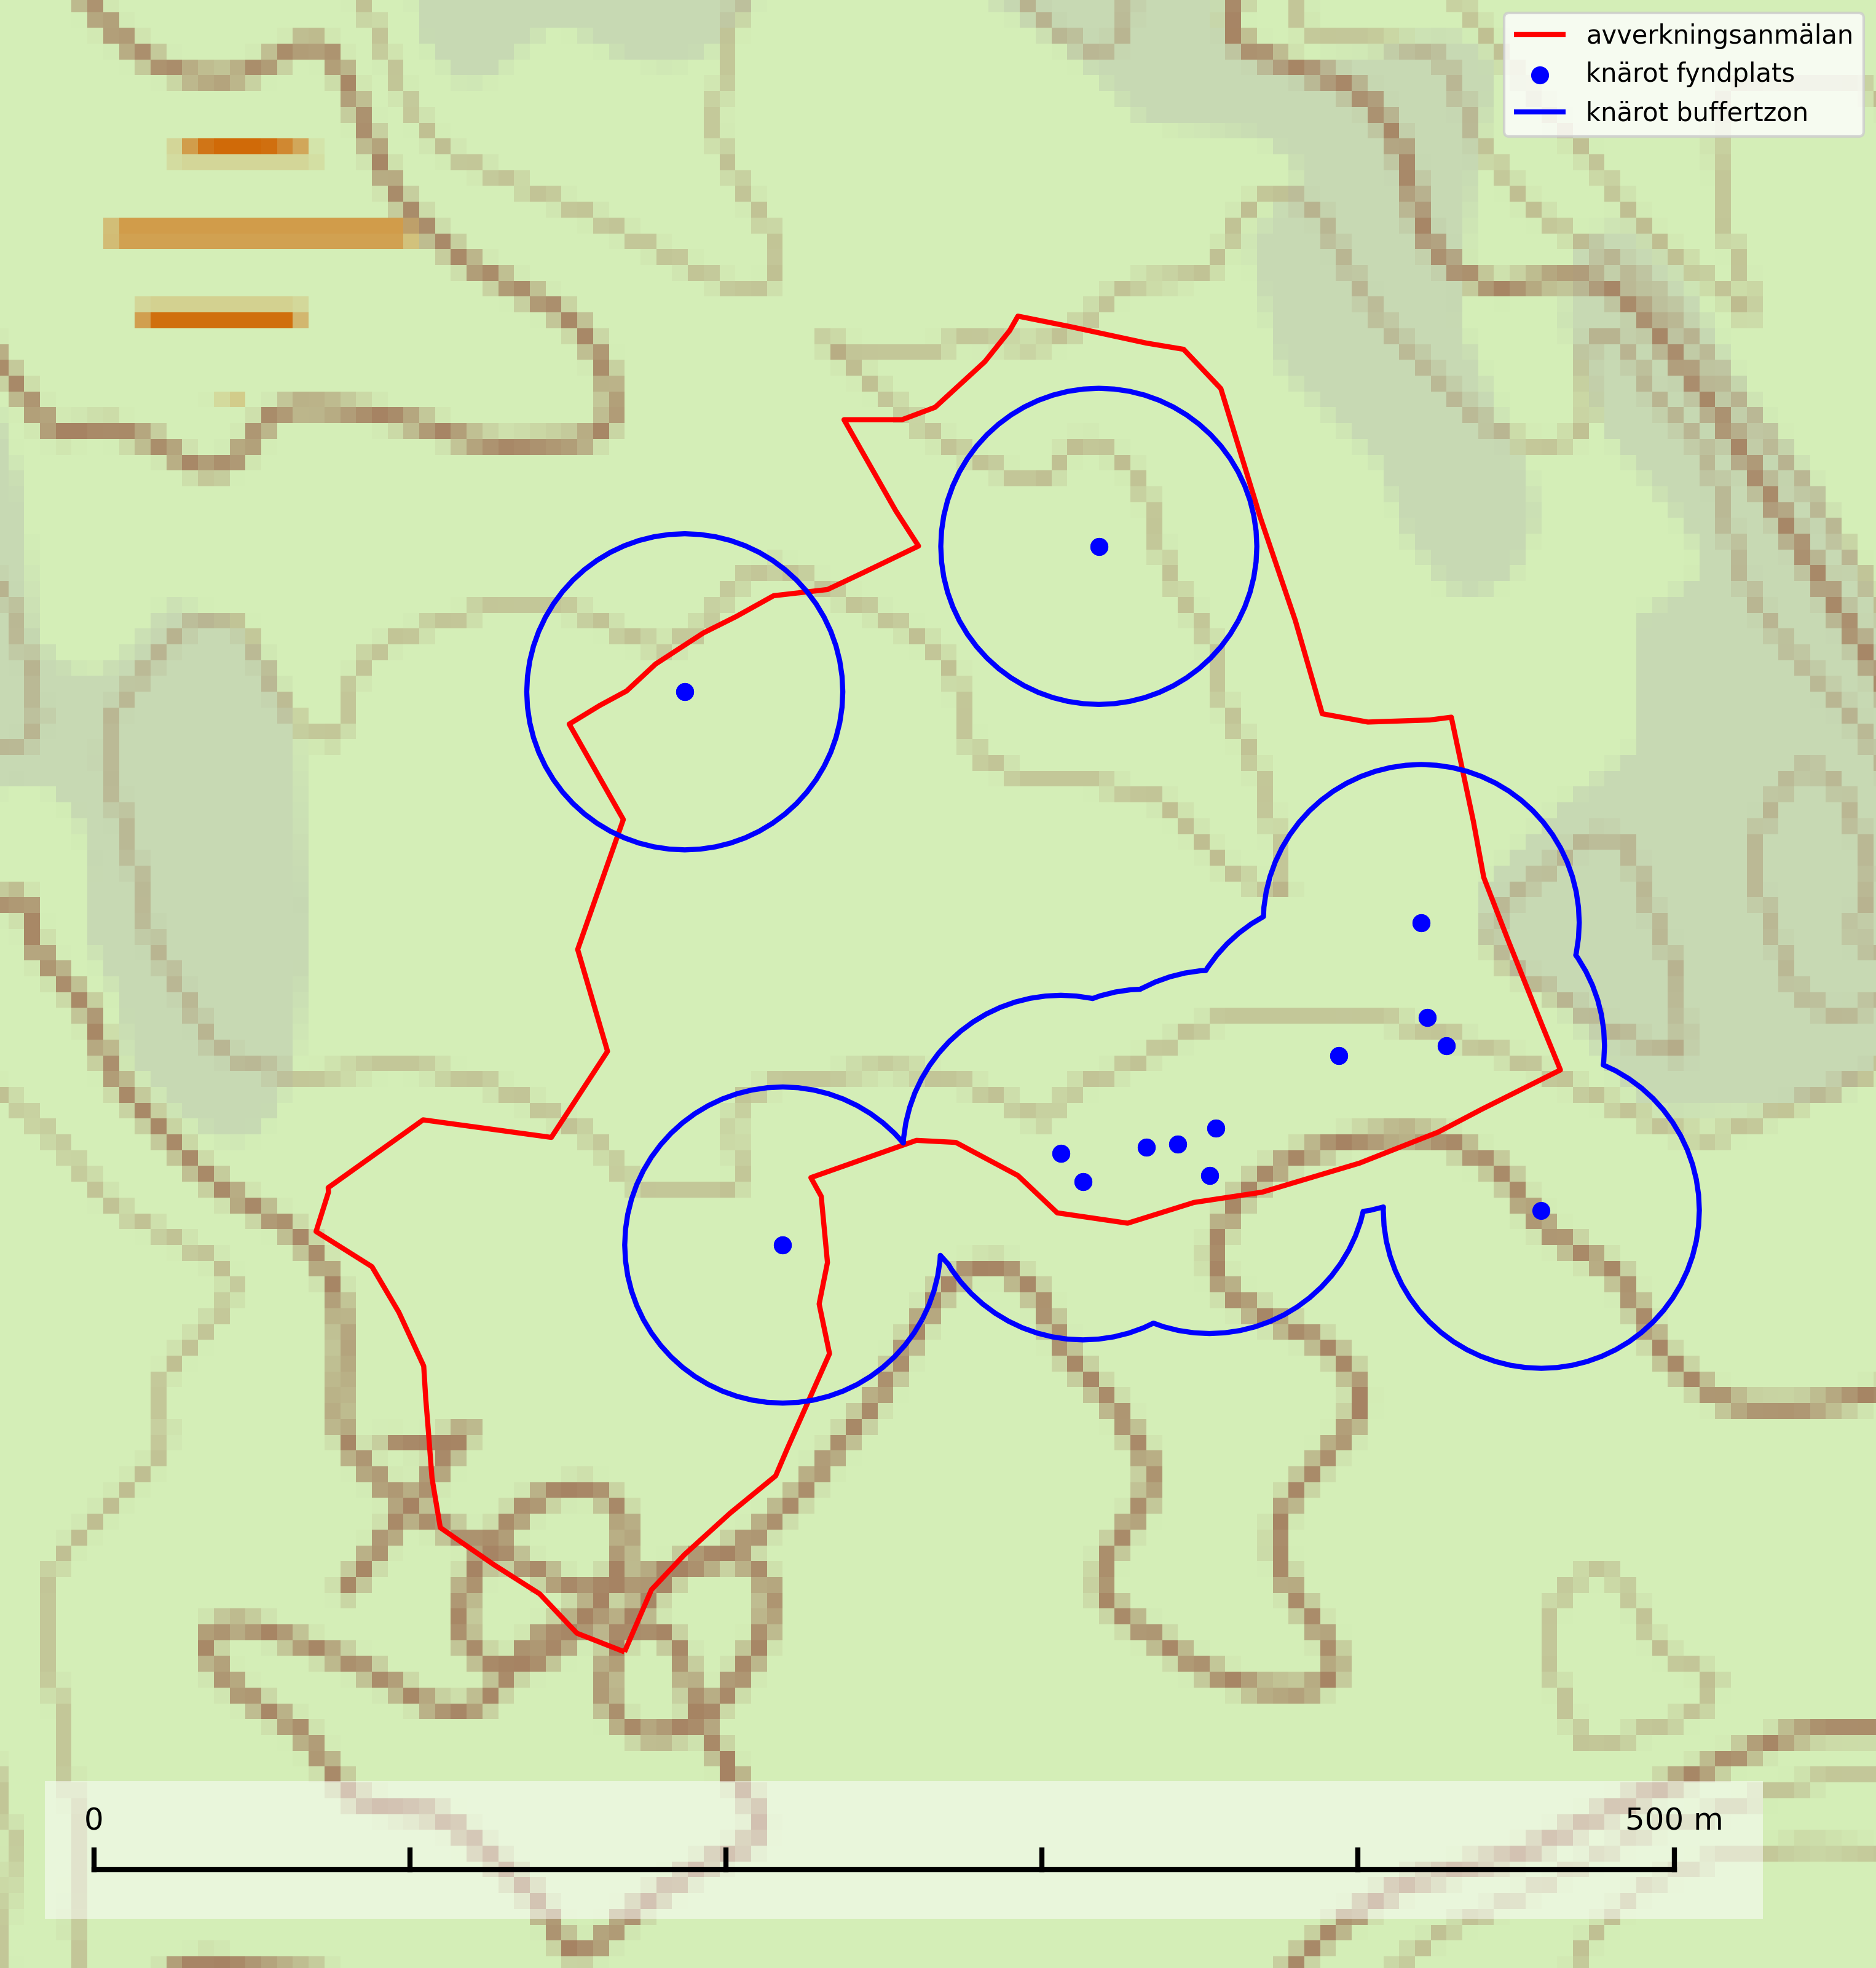 avverkningsanmälan
knärot fyndplats
knärot buffertzon
0
500 m